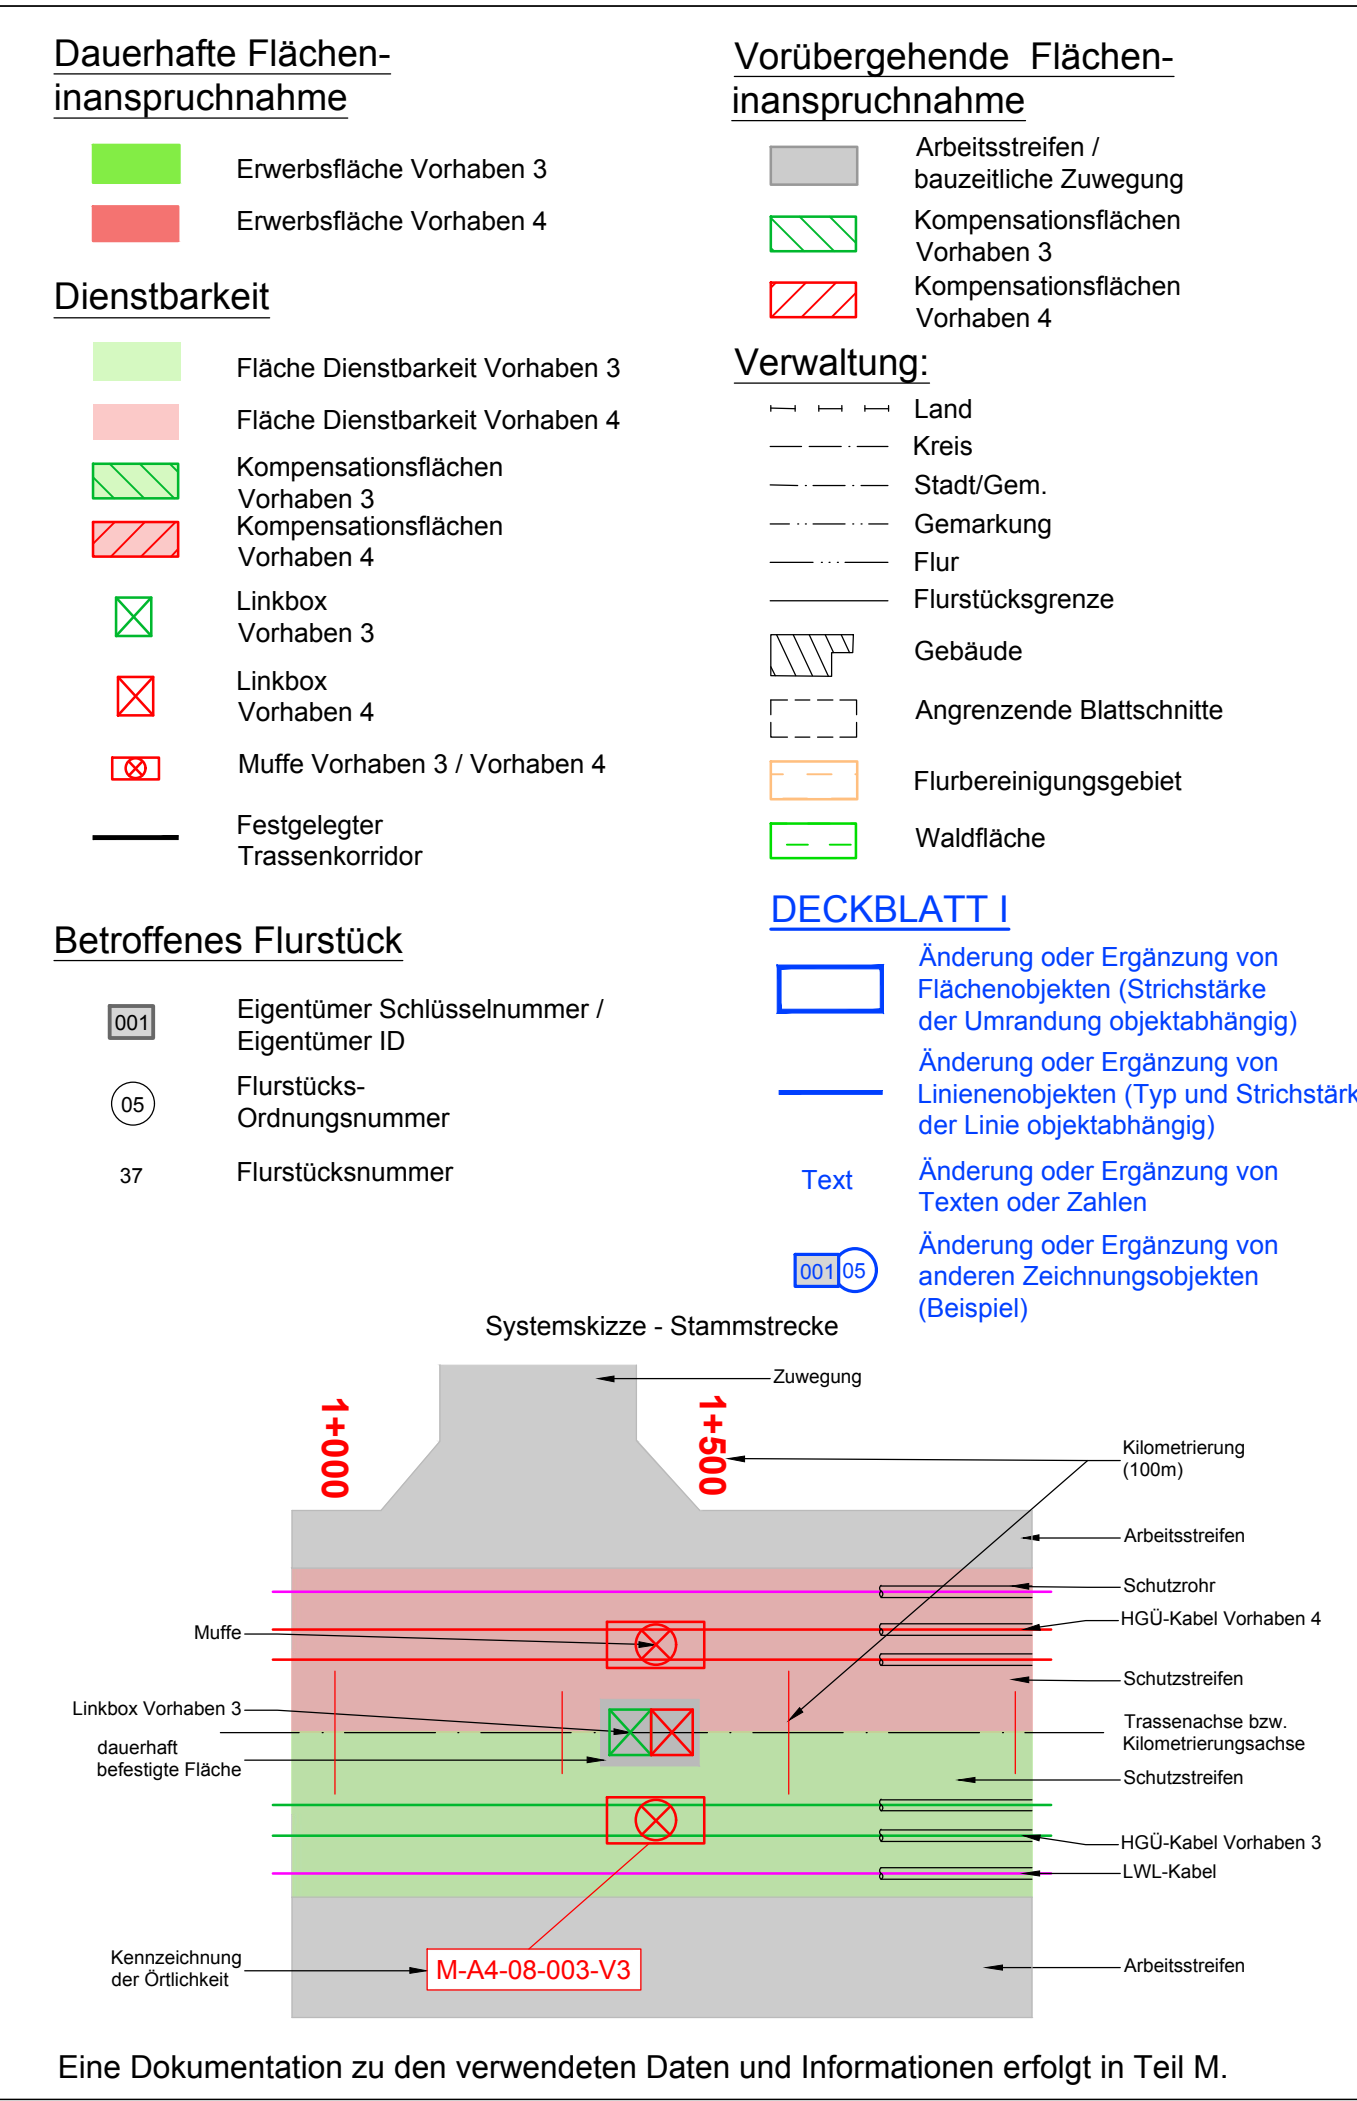 Dauerhafte Flächen-
inanspruchnahme
Erwerbsfläche Vorhaben 3
Erwerbsfläche Vorhaben 4
Dienstbarkeit
Fläche Dienstbarkeit Vorhaben 3
Fläche Dienstbarkeit Vorhaben 4
Kompensationsflächen
Vorhaben 3
Kompensationsflächen
Vorhaben 4
Linkbox
Vorhaben 3
Linkbox
Vorhaben 4
Muffe Vorhaben 3 / Vorhaben 4
Festgelegter
Trassenkorridor
Betroffenes Flurstück
001
Eigentümer Schlüsselnummer /
Eigentümer ID
05
Flurstücks-
Ordnungsnummer
37
Flurstücksnummer
Vorübergehende Flächen-
inanspruchnahme
Arbeitsstreifen /
bauzeitliche Zuwegung
Kompensationsflächen
Vorhaben 3
Kompensationsflächen
Vorhaben 4
Verwaltung:
Land
Kreis
Stadt/Gem.
Gemarkung
Flur
Flurstücksgrenze
Gebäude
Angrenzende Blattschnitte
Flurbereinigungsgebiet
Waldfläche
DECKBLATT I
Änderung oder Ergänzung von
Flächenobjekten (Strichstärke
der Umrandung objektabhängig)
Änderung oder Ergänzung von
Linienenobjekten (Typ und Strichstärk
der Linie objektabhängig)
Text
Änderung oder Ergänzung von
Texten oder Zahlen
001 05
Änderung oder Ergänzung von
anderen Zeichnungsobjekten
(Beispiel)
Systemskizze - Stammstrecke
Zuwegung
1+000
1+500
Kilometrierung
(100m)
Arbeitsstreifen
Schutzrohr
HGÜ-Kabel Vorhaben 4
Muffe
Schutzstreifen
Linkbox Vorhaben 3
Trassenachse bzw.
Kilometrierungsachse
dauerhaft
befestigte Fläche
Schutzstreifen
HGÜ-Kabel Vorhaben 3
LWL-Kabel
Kennzeichnung
der Örtlichkeit
M-A4-08-003-V3
Arbeitsstreifen
Eine Dokumentation zu den verwendeten Daten und Informationen erfolgt in Teil M.